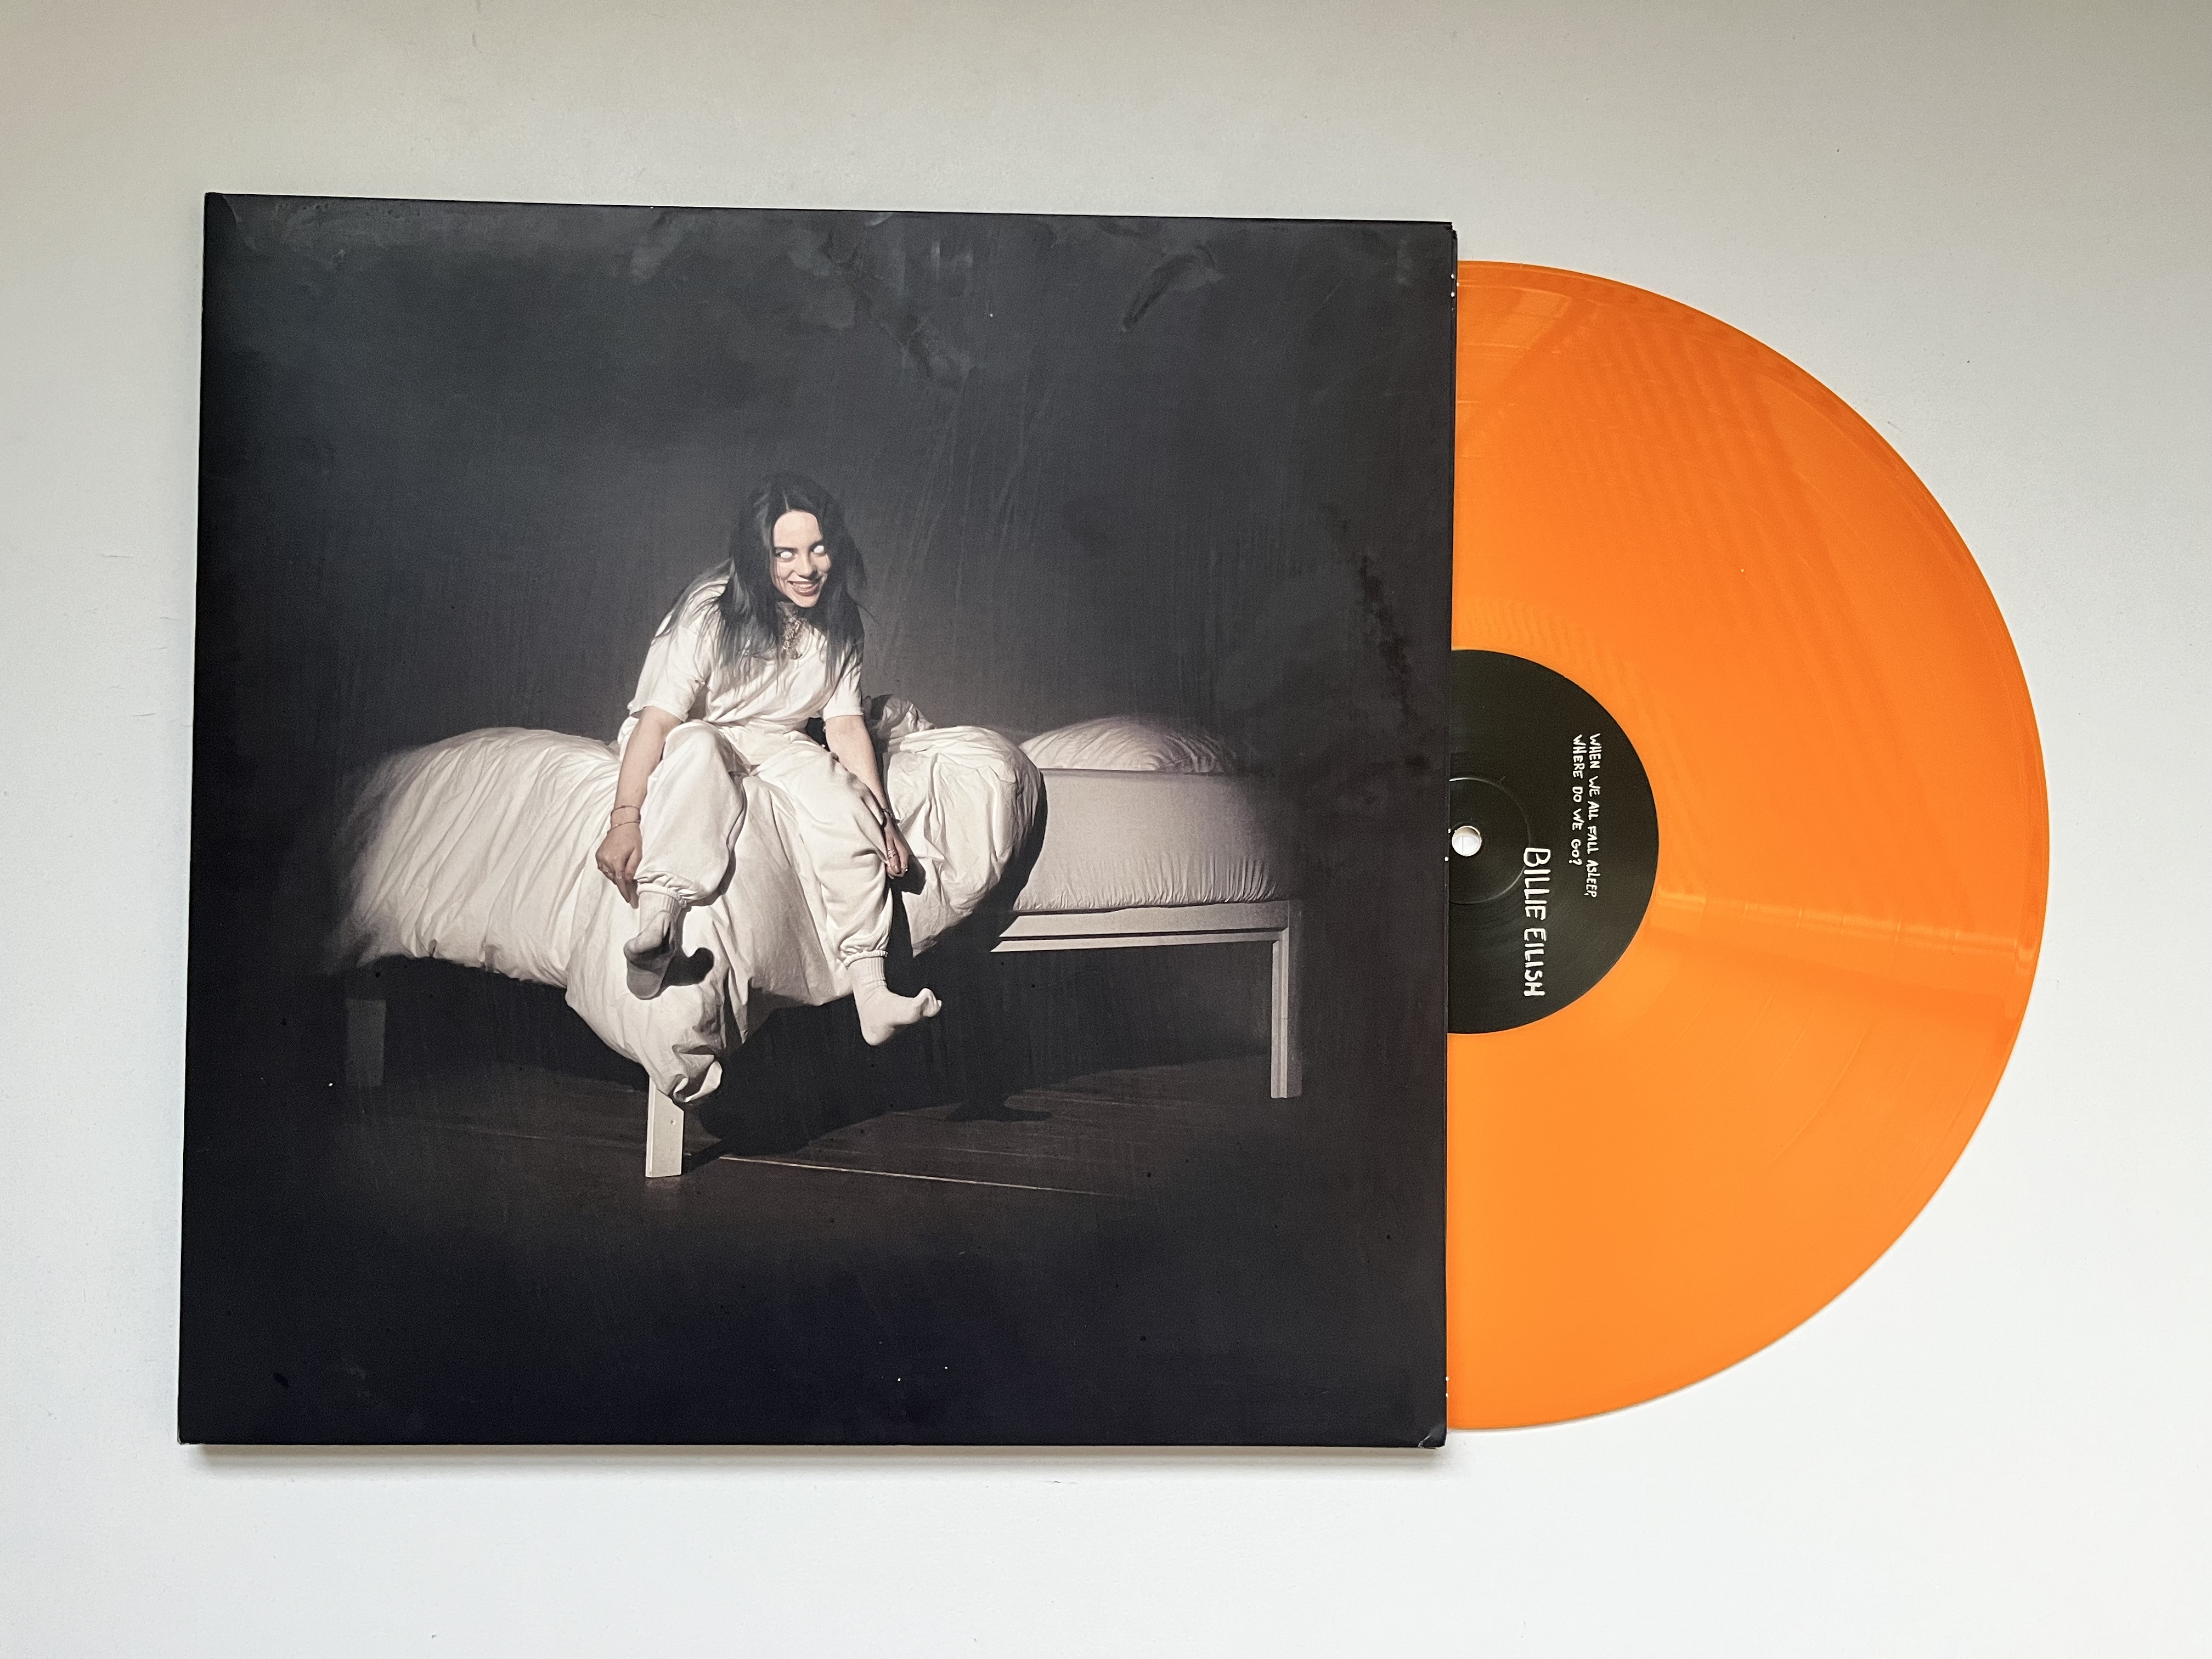 WHEN WE ALL FALL ASLEEP,
WHERE DO WE GO?
BILLIE EILISH